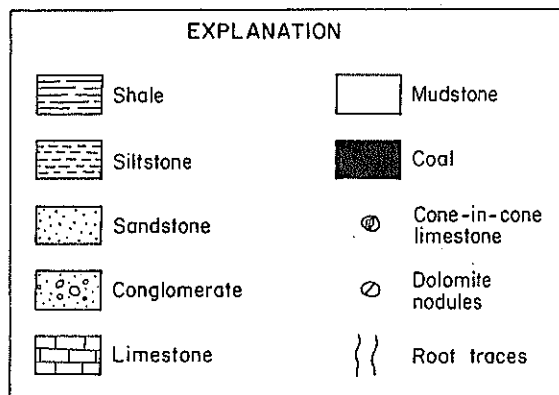 EXPLANATION
Shale
Siltstone
Sandstone
Conglomerate
Limestone
Mudstone
Coal
Cone-in-cone
limestone
Dolomite
nodules
Root traces